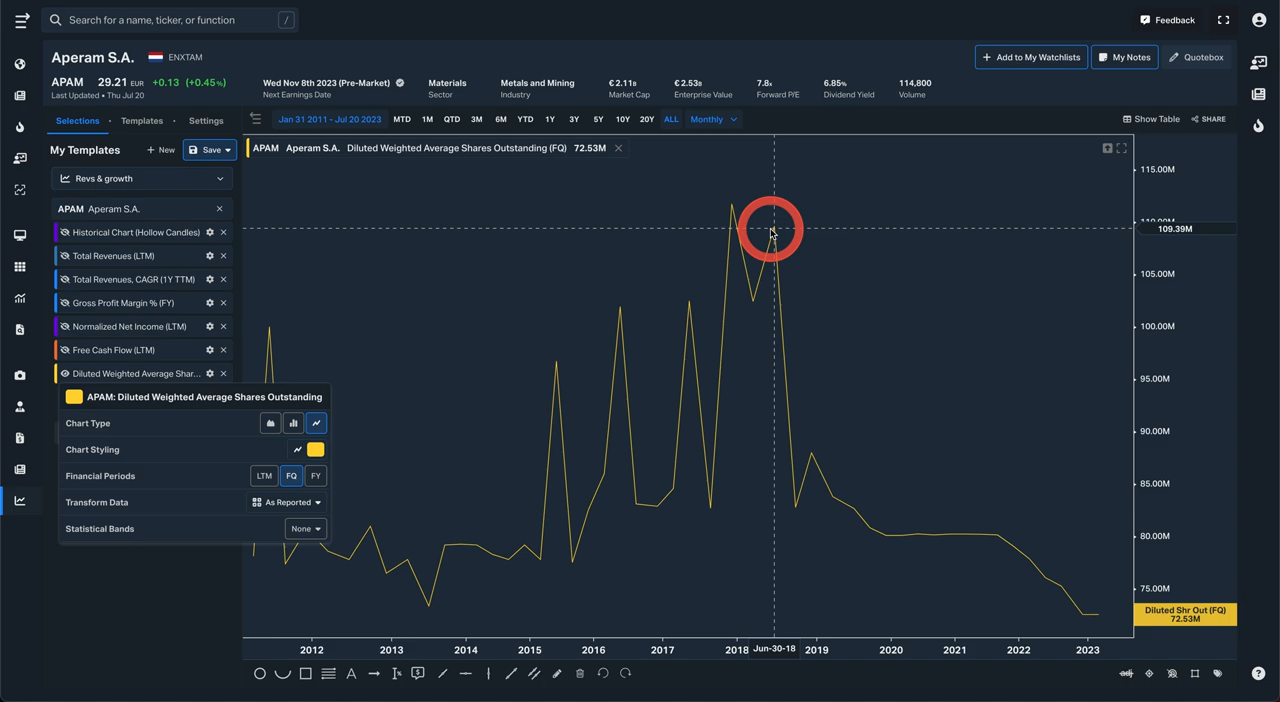 Search for a name, ticker, or function /
Feedback
Aperam S.A. ENXTAM
+ Add to My Watchlists My Notes Quotebox
APAM 29.21 EUR +0.13 (+0.45%)
Last Updated • Thu Jul 20
Wed Nov 8th 2023 (Pre-Market)
Next Earnings Date
Materials
Sector
Metals and Mining
Industry
€2.11B
Market Cap
€2.53B
Enterprise Value
7.8x
Forward P/E
6.85%
Dividend Yield
114,800
Volume
Selections • Templates • Settings
Jan 31 2011 - Jul 20 2023 MTD 1M QTD 3M 6M YTD 1Y 3Y 5Y 10Y 20Y ALL Monthly
Show Table SHARE
My Templates + New Save
Revs & growth
APAM Aperam S.A.
Historical Chart (Hollow Candles)
Total Revenues (LTM)
Total Revenues, CAGR (1Y TTM)
Gross Profit Margin % (FY)
Normalized Net Income (LTM)
Free Cash Flow (LTM)
Diluted Weighted Average Shar...
APAM: Diluted Weighted Average Shares Outstanding
Chart Type
Chart Styling
Financial Periods LTM FQ FY
Transform Data As Reported
Statistical Bands None
APAM Aperam S.A. Diluted Weighted Average Shares Outstanding (FQ) 72.53M
115.00M
110.00M
109.39M
105.00M
100.00M
95.00M
90.00M
85.00M
80.00M
75.00M
Diluted Shr Out (FQ)
72.53M
2012 2013 2014 2015 2016 2017 2018 Jun-30-18 2019 2020 2021 2022 2023
adj